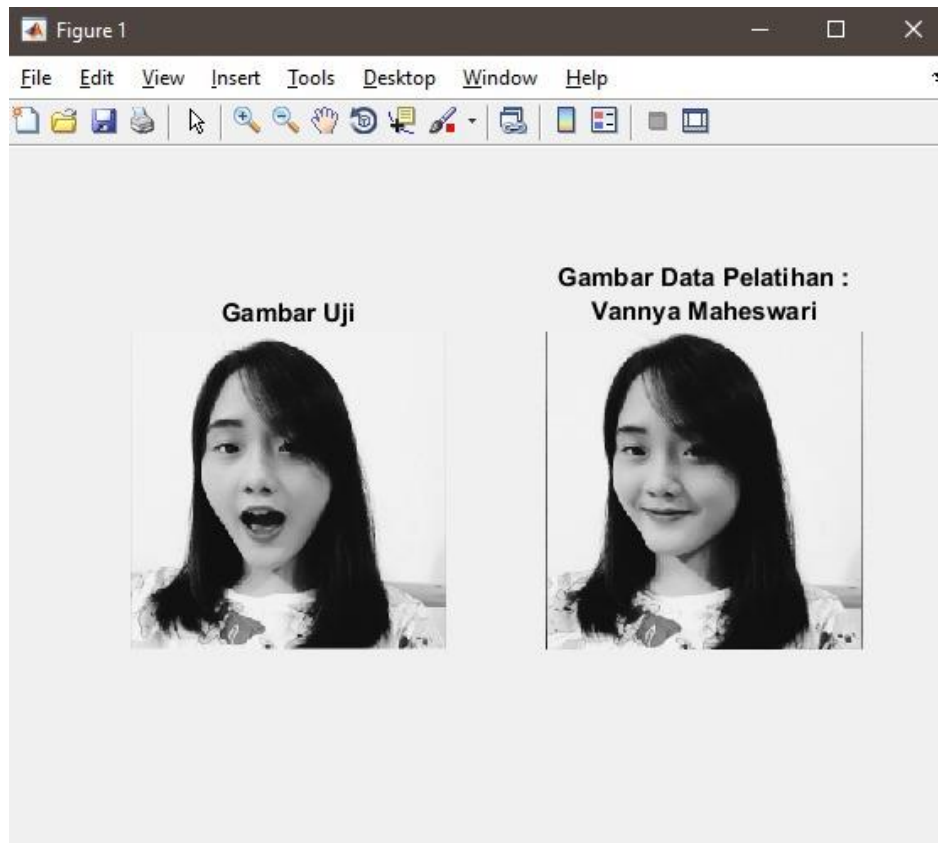 Figure 1
File Edit View Insert Tools Desktop Window Help
Gambar Uji
Gambar Data Pelatihan :
Vannya Maheswari